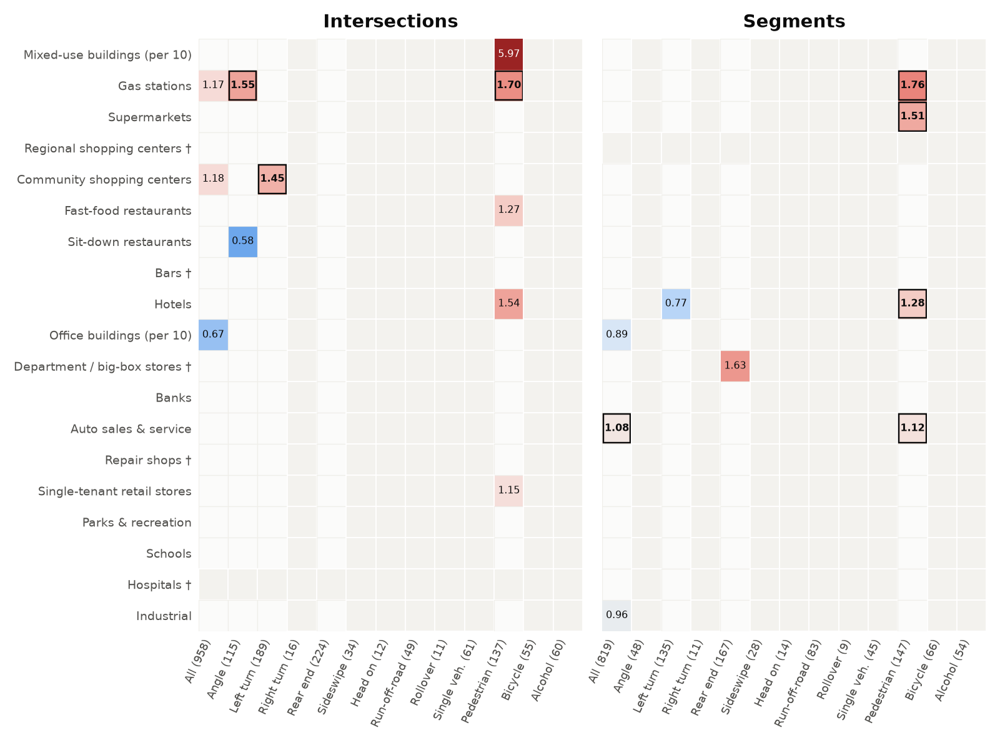 Intersections Segments
Mixed-use buildings (per 10) 5.97
Gas stations 1.17 1.55 1.70 1.76
Supermarkets 1.51
Regional shopping centers †
Community shopping centers 1.18 1.45
Fast-food restaurants 1.27
Sit-down restaurants 0.58
Bars †
Hotels 1.54 0.77 1.28
Office buildings (per 10) 0.67 0.89
Department / big-box stores † 1.63
Banks
Auto sales & service 1.08 1.12
Repair shops †
Single-tenant retail stores 1.15
Parks & recreation
Schools
Hospitals †
Industrial 0.96
All (958)
Angle (115)
Left turn (189)
Right turn (16)
Rear end (224)
Sideswipe (34)
Head on (12)
Run-off-road (49)
Rollover (11)
Single veh. (61)
Pedestrian (137)
Bicycle (55)
Alcohol (60)
All (819)
Angle (48)
Left turn (135)
Right turn (11)
Rear end (167)
Sideswipe (28)
Head on (14)
Run-off-road (83)
Rollover (9)
Single veh. (45)
Pedestrian (147)
Bicycle (66)
Alcohol (54)